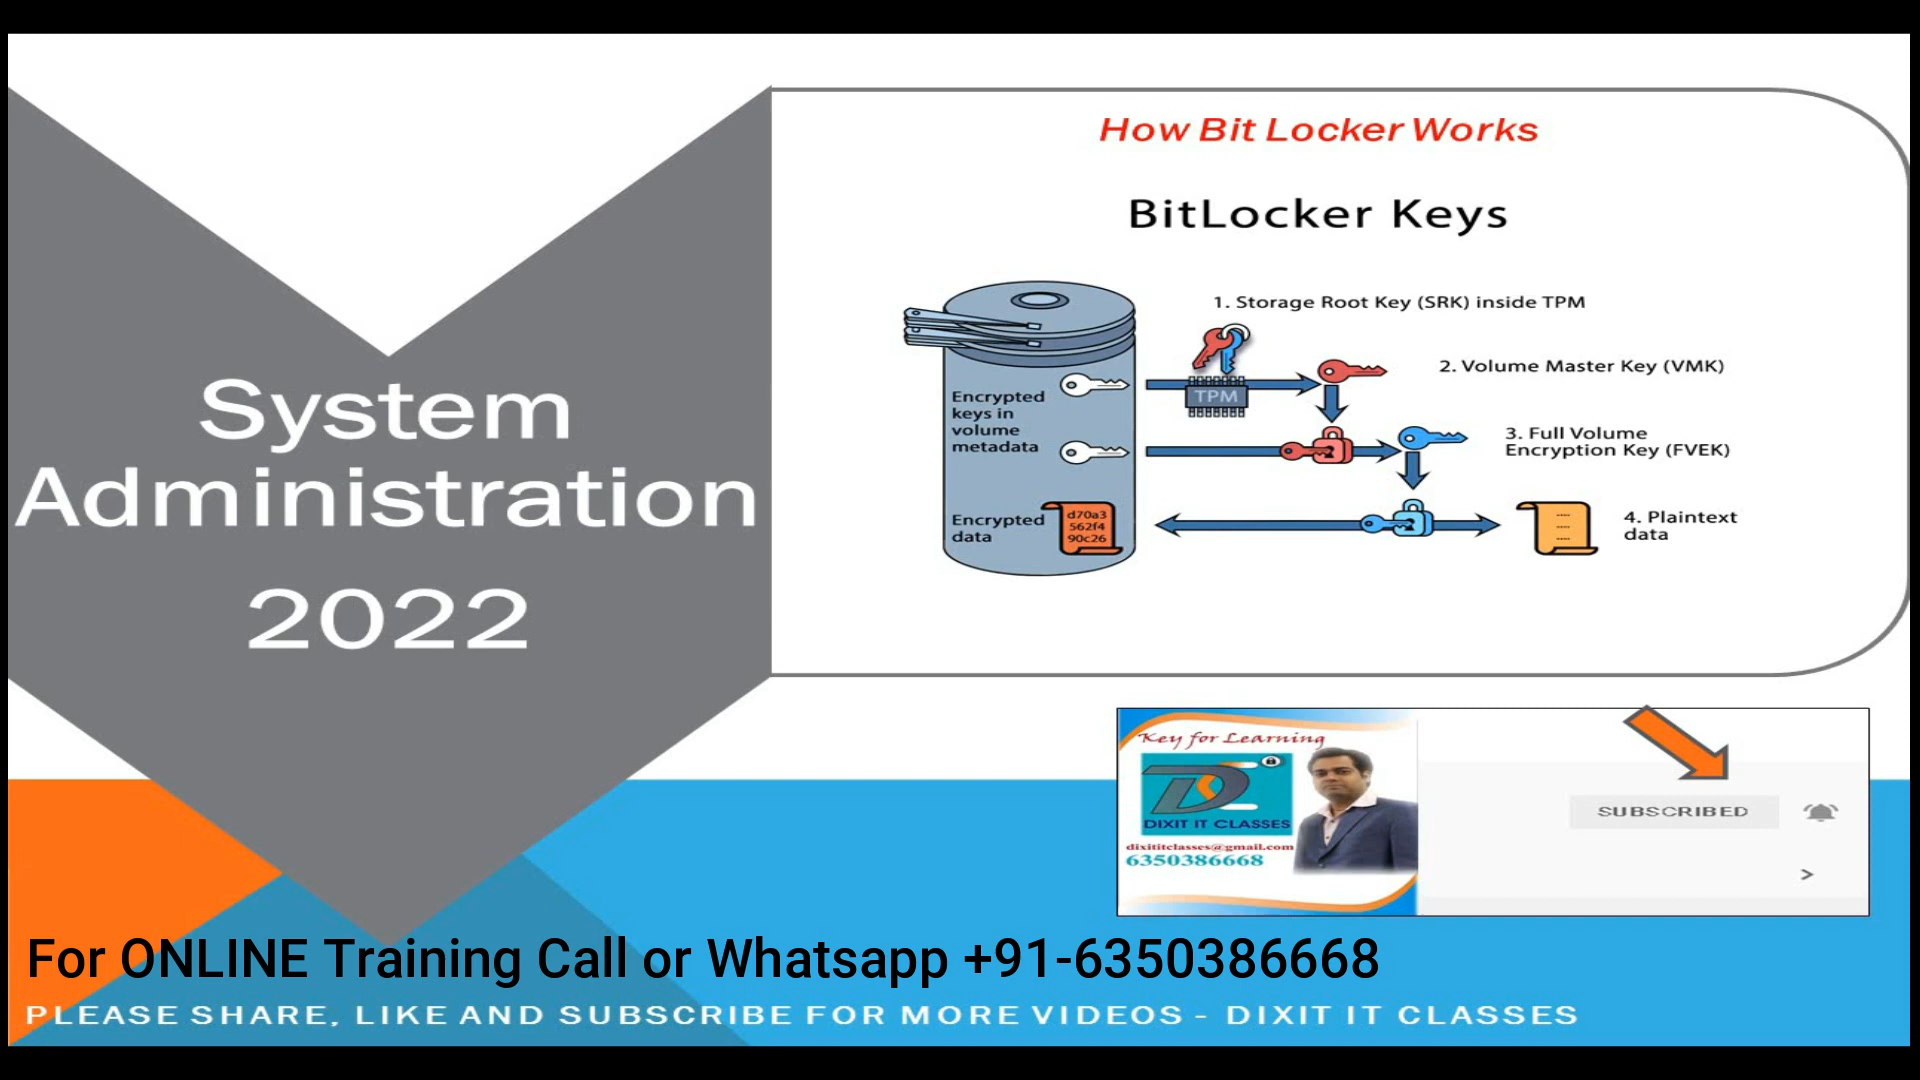 System
Administration
2022
How Bit Locker Works
BitLocker Keys
1. Storage Root Key (SRK) inside TPM
2. Volume Master Key (VMK)
TPM
Encrypted
keys in
volume
metadata
3. Full Volume
Encryption Key (FVEK)
Encrypted
data
d70a3
562f4
90c26
4. Plaintext
data
Key for Learning
DIXIT IT CLASSES
dixititclasses@gmail.com
6350386668
SUBSCRIBED
>
For ONLINE Training Call or Whatsapp +91-6350386668
PLEASE SHARE, LIKE AND SUBSCRIBE FOR MORE VIDEOS - DIXIT IT CLASSES